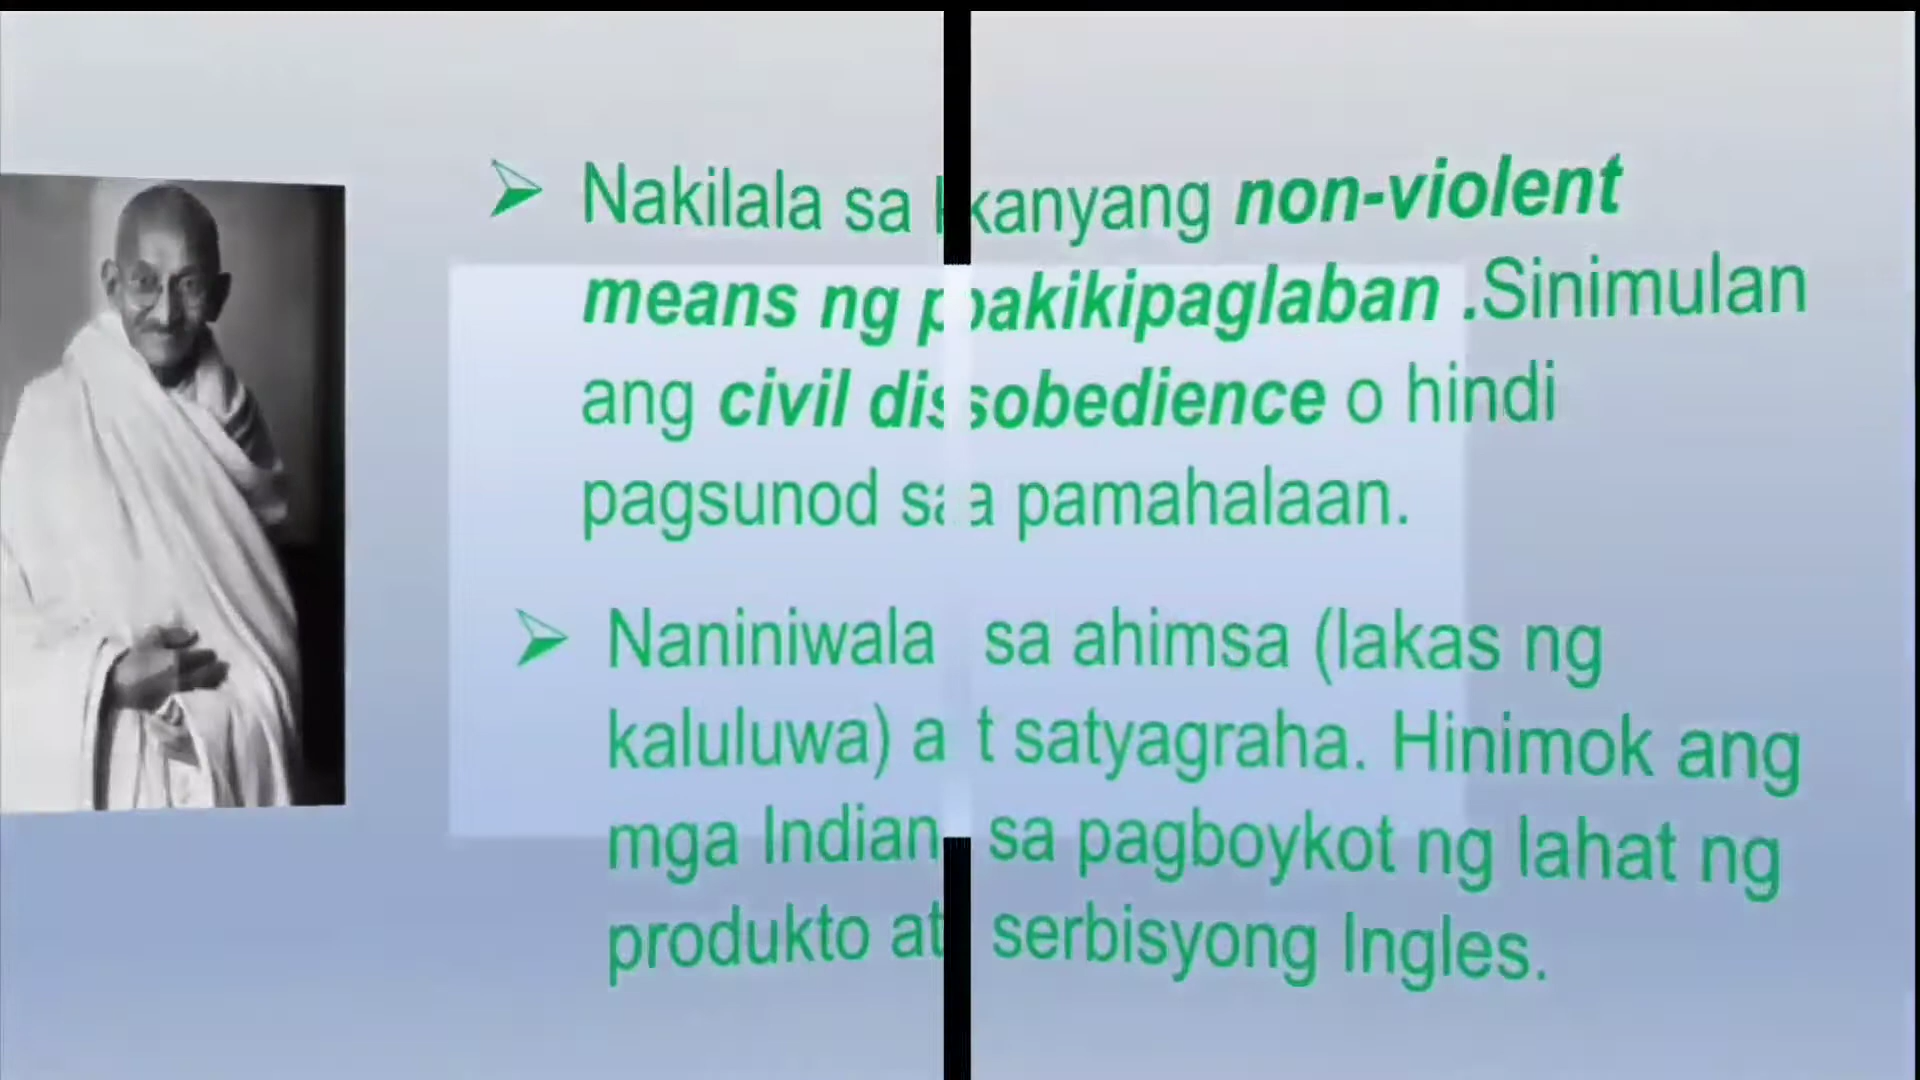 Nakilala sa kanyang non-violent
means ng pakikipaglaban .Sinimulan
ang civil dissobedience o hindi
pagsunod sa pamahalaan.
Naniniwala sa ahimsa (lakas ng
kaluluwa) at satyagraha. Hinimok ang
mga Indian sa pagboykot ng lahat ng
produkto at serbisyong Ingles.